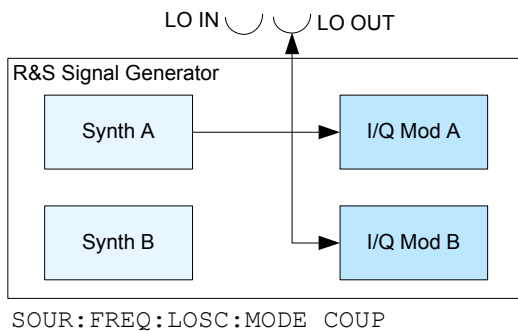 LO IN
LO OUT
R&S Signal Generator
Synth A
I/Q Mod A
Synth B
I/Q Mod B
SOUR:FREQ:LOSC:MODE COUP